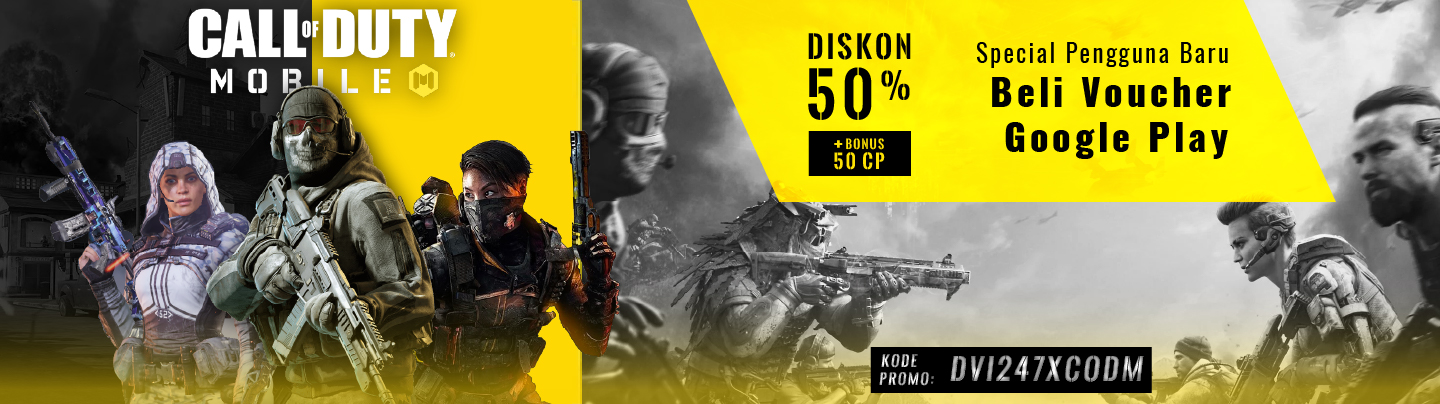 CALL OF DUTY
MOBILE
DISKON
50%
+BONUS
50 CP
Special Pengguna Baru
Beli Voucher
Google Play
KODE
PROMO: DVI247XCODM